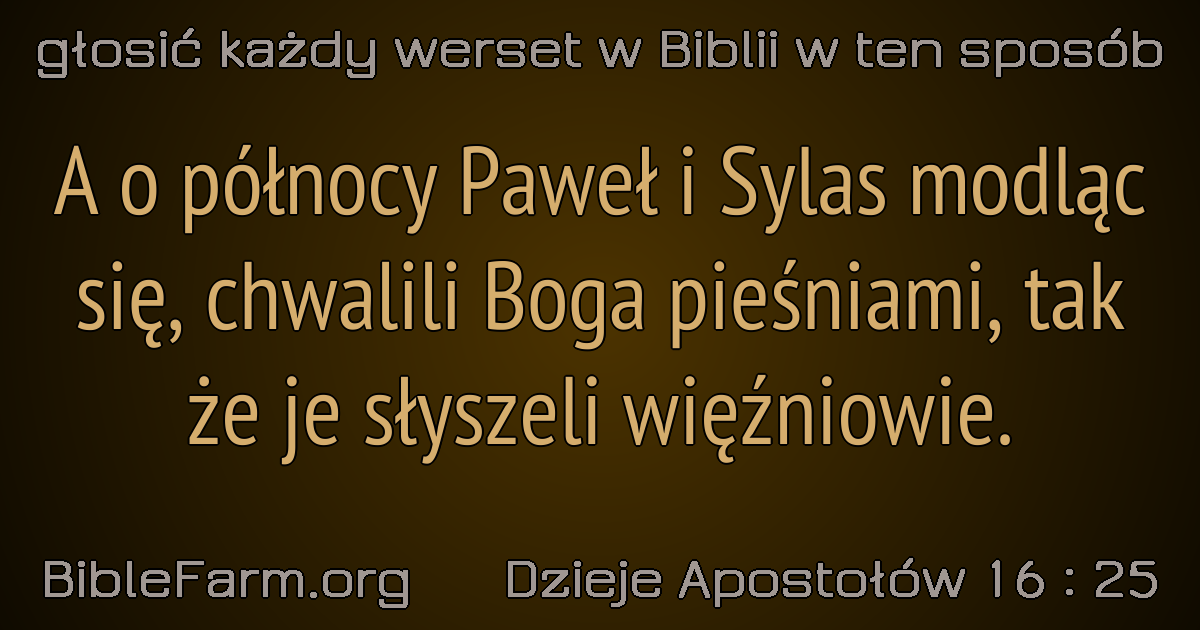 głosić każdy werset w Biblii w ten sposób
A o północy Paweł i Sylas modląc
się, chwalili Boga pieśniami, tak
że je słyszeli więźniowie.
BibleFarm.org Dzieje Apostołów 16 : 25